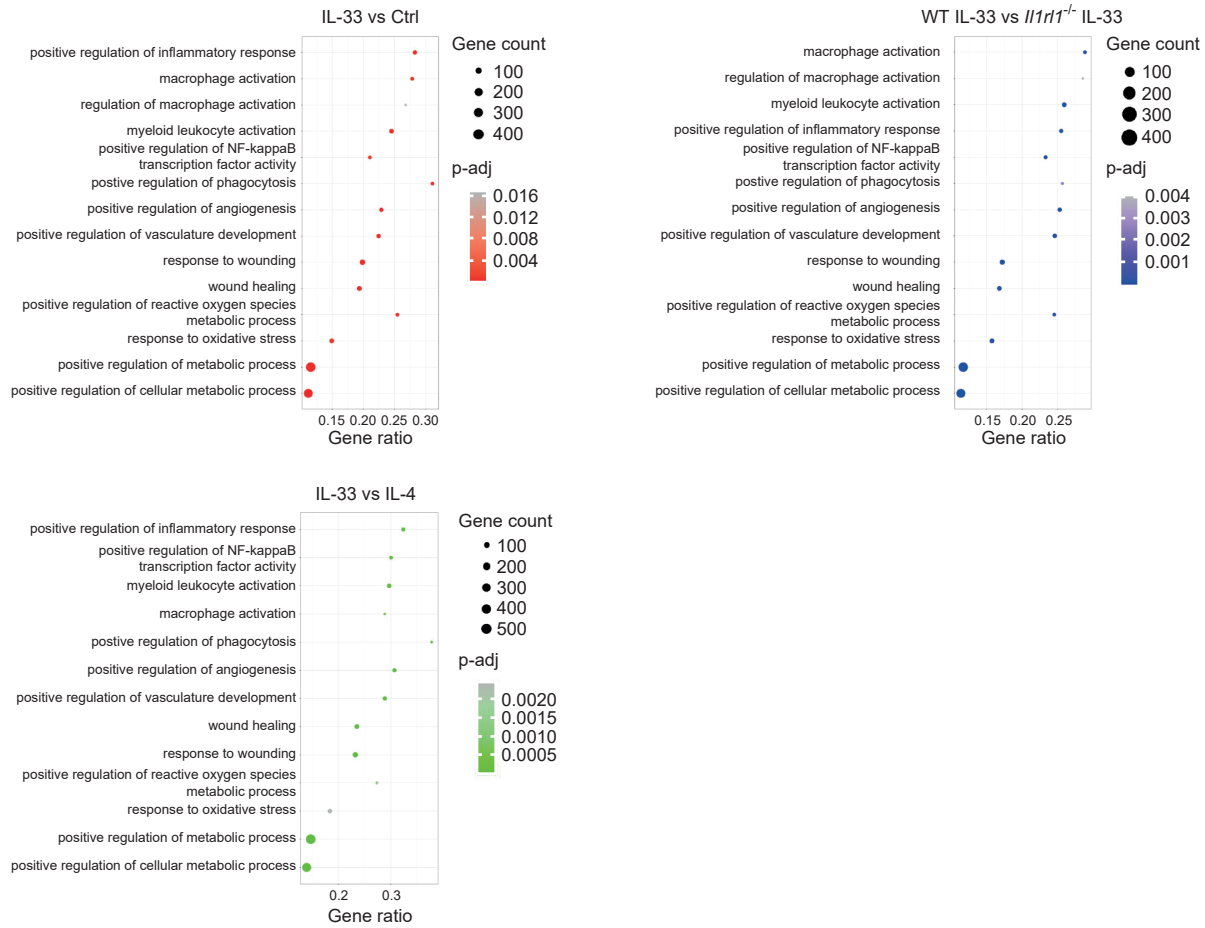 IL-33 vs Ctrl
positive regulation of inflammatory response
macrophage activation
regulation of macrophage activation
myeloid leukocyte activation
positive regulation of NF-kappaB
transcription factor activity
postive regulation of phagocytosis
positive regulation of angiogenesis
positive regulation of vasculature development
response to wounding
wound healing
positive regulation of reactive oxygen species
metabolic process
response to oxidative stress
positive regulation of metabolic process
positive regulation of cellular metabolic process
0.15 0.20 0.25 0.30
Gene ratio
Gene count
100
200
300
400
p-adj
0.016
0.012
0.008
0.004
WT IL-33 vs Il1rl1-/- IL-33
macrophage activation
regulation of macrophage activation
myeloid leukocyte activation
positive regulation of inflammatory response
positive regulation of NF-kappaB
transcription factor activity
postive regulation of phagocytosis
positive regulation of angiogenesis
positive regulation of vasculature development
response to wounding
wound healing
positive regulation of reactive oxygen species
metabolic process
response to oxidative stress
positive regulation of metabolic process
positive regulation of cellular metabolic process
0.15 0.20 0.25
Gene ratio
Gene count
100
200
300
400
p-adj
0.004
0.003
0.002
0.001
IL-33 vs IL-4
positive regulation of inflammatory response
positive regulation of NF-kappaB
transcription factor activity
myeloid leukocyte activation
macrophage activation
postive regulation of phagocytosis
positive regulation of angiogenesis
positive regulation of vasculature development
wound healing
response to wounding
positive regulation of reactive oxygen species
metabolic process
response to oxidative stress
positive regulation of metabolic process
positive regulation of cellular metabolic process
0.2 0.3
Gene ratio
Gene count
100
200
300
400
500
p-adj
0.0020
0.0015
0.0010
0.0005